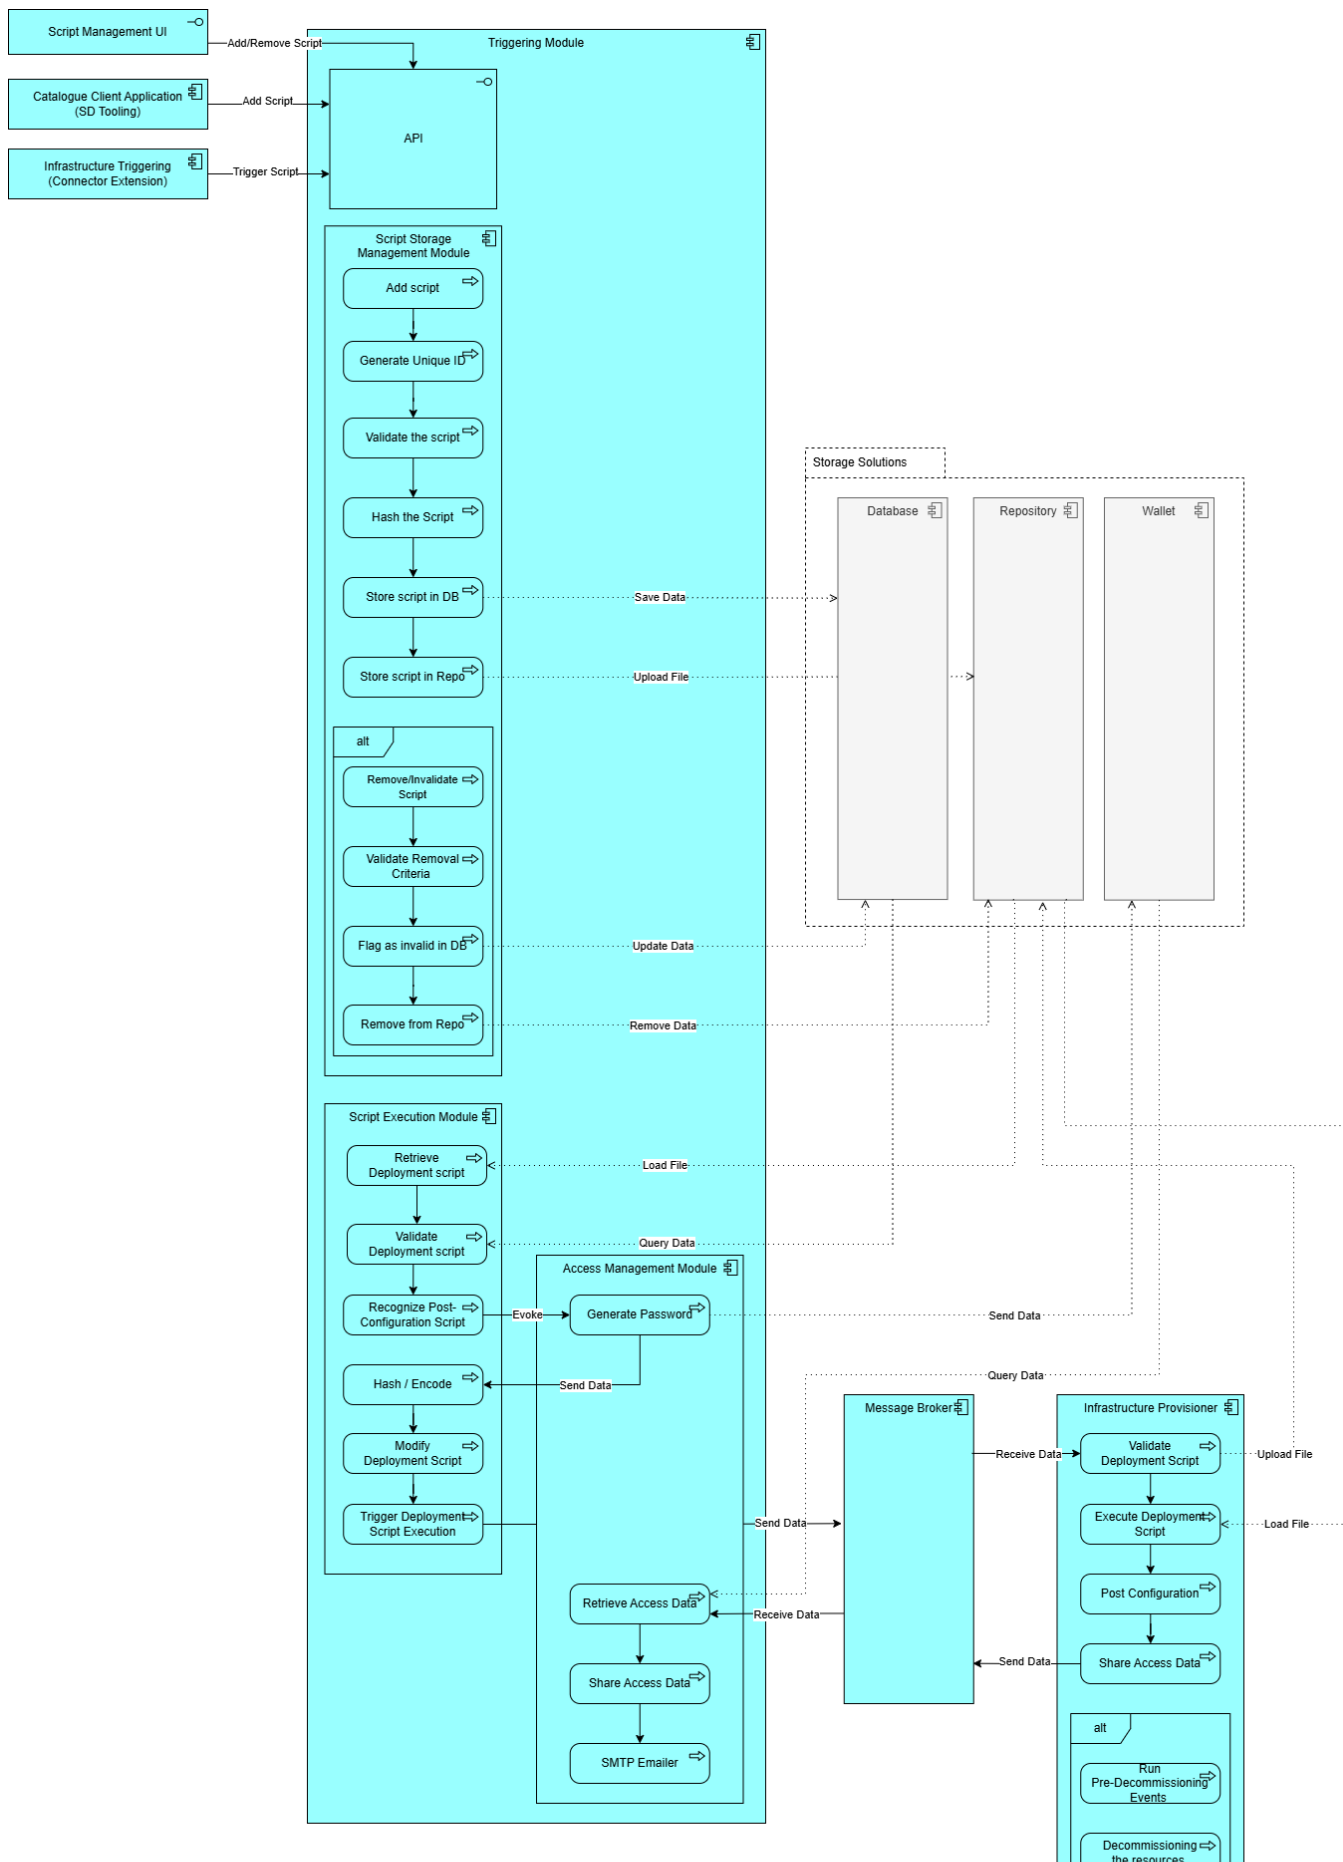 Script Management UI
Add/Remove Script
Triggering Module
Catalogue Client Application
(SD Tooling)
Add Script
API
Infrastructure Triggering
(Connector Extension)
Trigger Script
Script Storage
Management Module
Add script
Generate Unique ID
Validate the script
Hash the Script
Store script in DB
Save Data
Store script in Repo
Upload File
Storage Solutions
Database
Repository
Wallet
alt
Remove/Invalidate
Script
Validate Removal
Criteria
Flag as invalid in DB
Update Data
Remove from Repo
Remove Data
Script Execution Module
Retrieve
Deployment script
Load File
Validate
Deployment script
Query Data
Access Management Module
Recognize Post-
Configuration Script
Evoke
Generate Password
Send Data
Hash / Encode
Send Data
Query Data
Modify
Deployment Script
Trigger Deployment
Script Execution
Send Data
Message Broker
Infrastructure Provisioner
Receive Data
Validate
Deployment Script
Upload File
Execute Deployment
Script
Load File
Post Configuration
Retrieve Access Data
Receive Data
Share Access Data
Send Data
Share Access Data
SMTP Emailer
alt
Run
Pre-Decommissioning
Events
Decommissioning
the resources